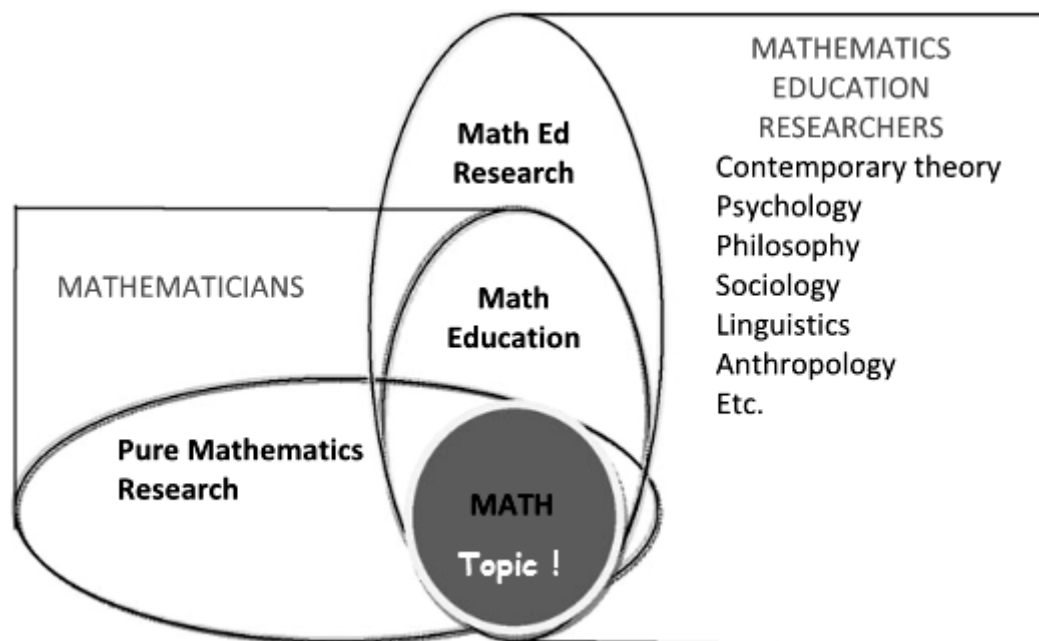 MATHEMATICS
EDUCATION
RESEARCHERS
Contemporary theory
Psychology
Philosophy
Sociology
Linguistics
Anthropology
Etc.
Math Ed
Research
MATHEMATICIANS
Math
Education
Pure Mathematics
Research
MATH
Topic !